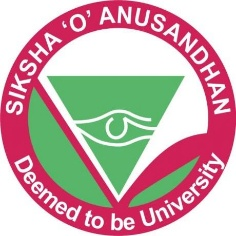 SIKSHA 'O' ANUSANDHAN
Deemed to be University